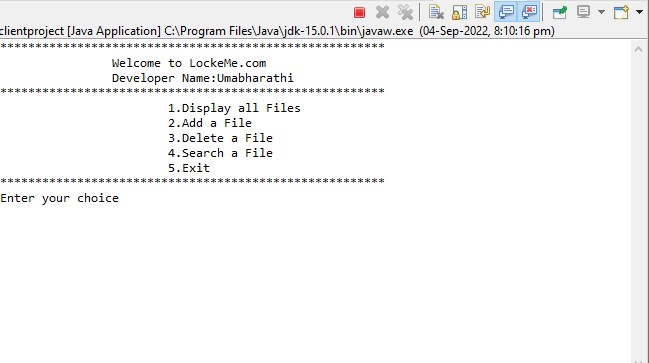 clientproject [Java Application] C:\Program Files\Java\jdk-15.0.1\bin\javaw.exe (04-Sep-2022, 8:10:16 pm)
*******************************************************
Welcome to LockeMe.com
Developer Name:Umabharathi
*******************************************************
1.Display all Files
2.Add a File
3.Delete a File
4.Search a File
5.Exit
*******************************************************
Enter your choice